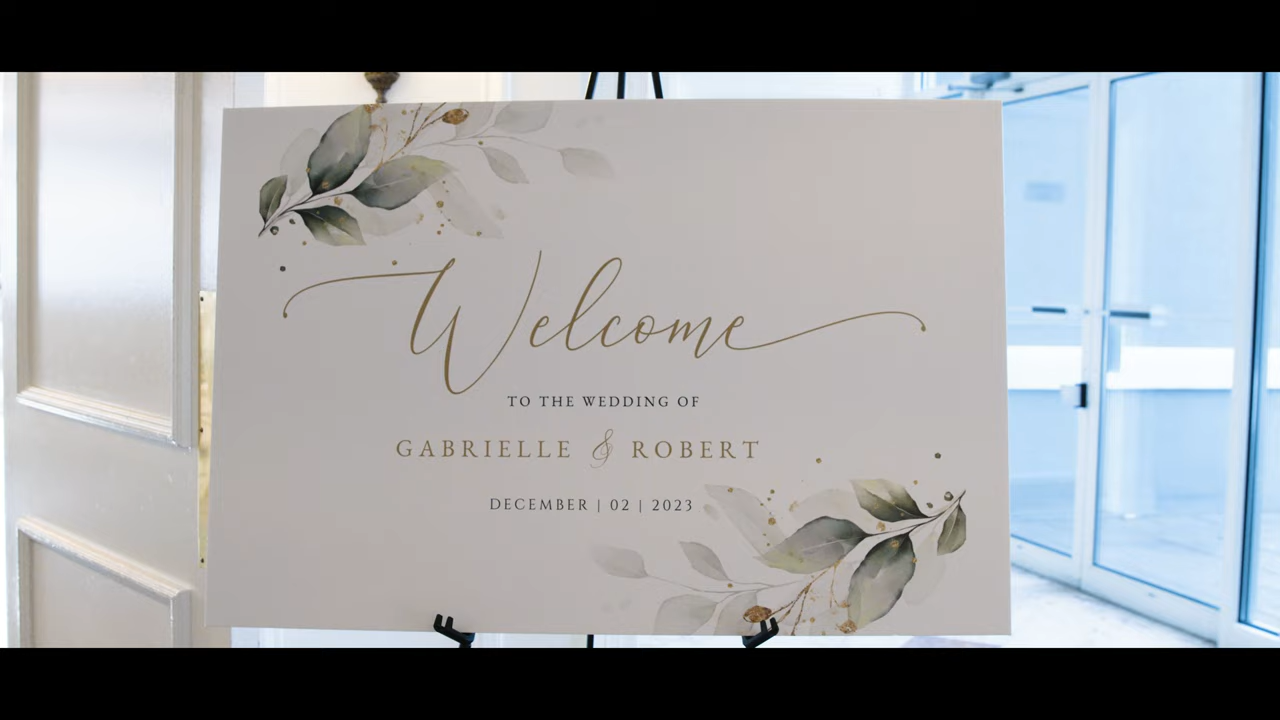 Welcome
TO THE WEDDING OF
GABRIELLE & ROBERT
DECEMBER | 02 | 2023